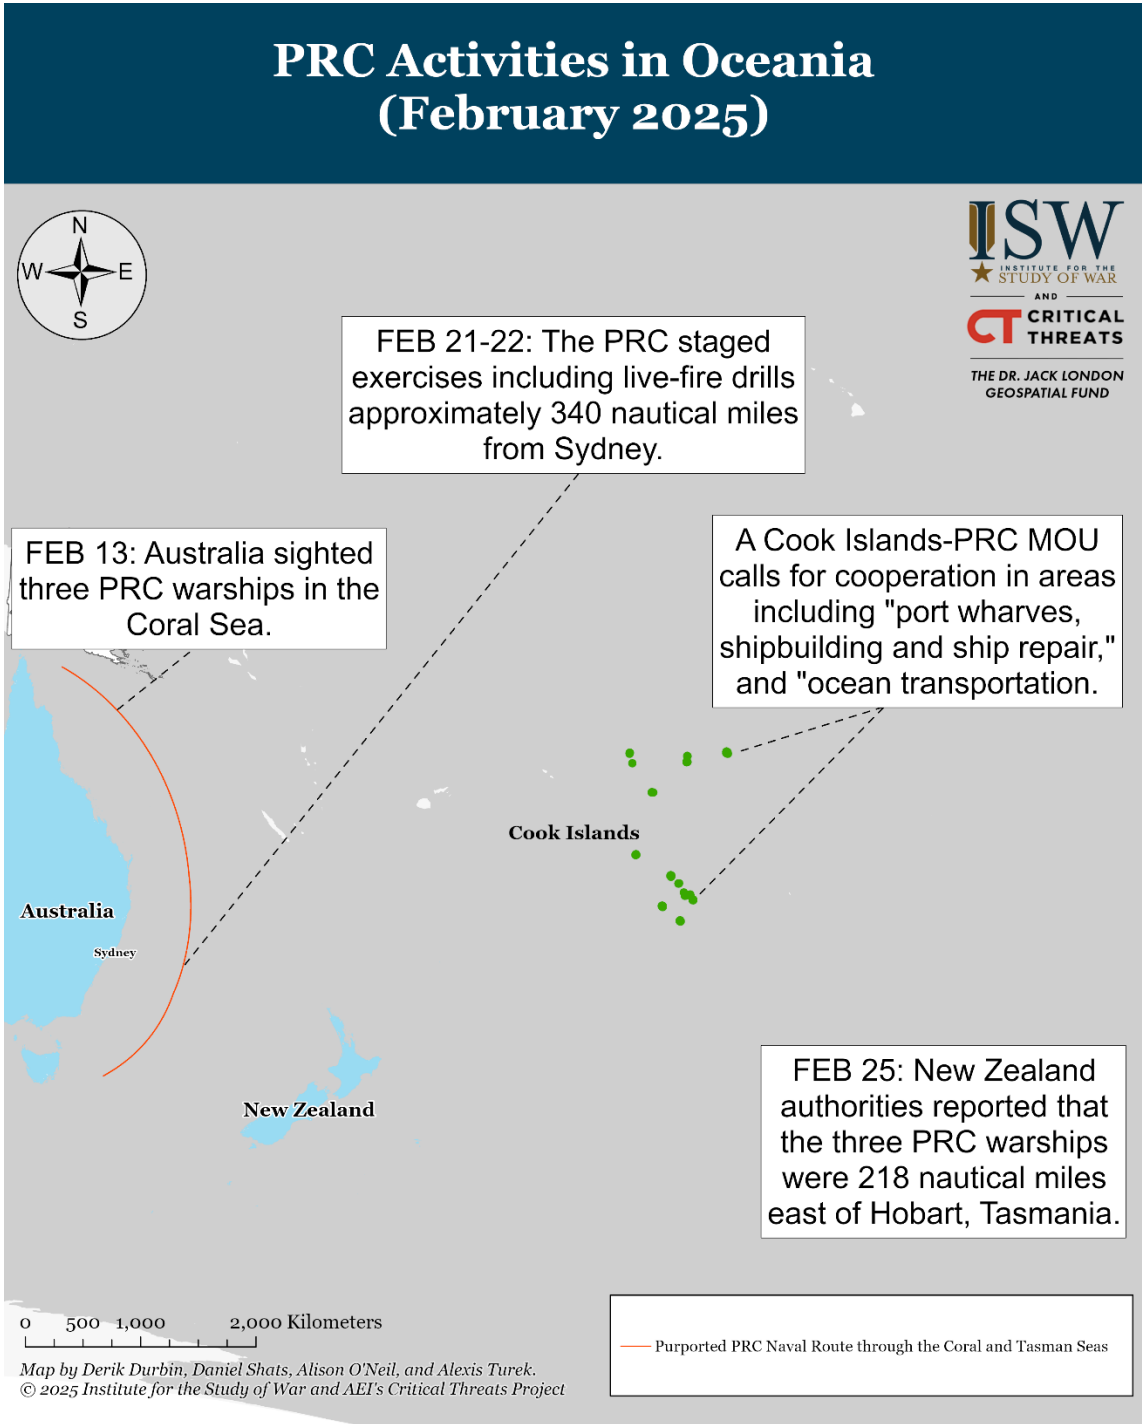 PRC Activities in Oceania
(February 2025)
N
W
E
S
ISW
INSTITUTE FOR THE
STUDY OF WAR
AND
CT CRITICAL
THREATS
THE DR. JACK LONDON
GEOSPATIAL FUND
FEB 21-22: The PRC staged
exercises including live-fire drills
approximately 340 nautical miles
from Sydney.
FEB 13: Australia sighted
three PRC warships in the
Coral Sea.
A Cook Islands-PRC MOU
calls for cooperation in areas
including "port wharves,
shipbuilding and ship repair,"
and "ocean transportation.
Cook Islands
Australia
Sydney
New Zealand
FEB 25: New Zealand
authorities reported that
the three PRC warships
were 218 nautical miles
east of Hobart, Tasmania.
0 500 1,000 2,000 Kilometers
Purported PRC Naval Route through the Coral and Tasman Seas
Map by Derik Durbin, Daniel Shats, Alison O'Neil, and Alexis Turek.
© 2025 Institute for the Study of War and AEI's Critical Threats Project